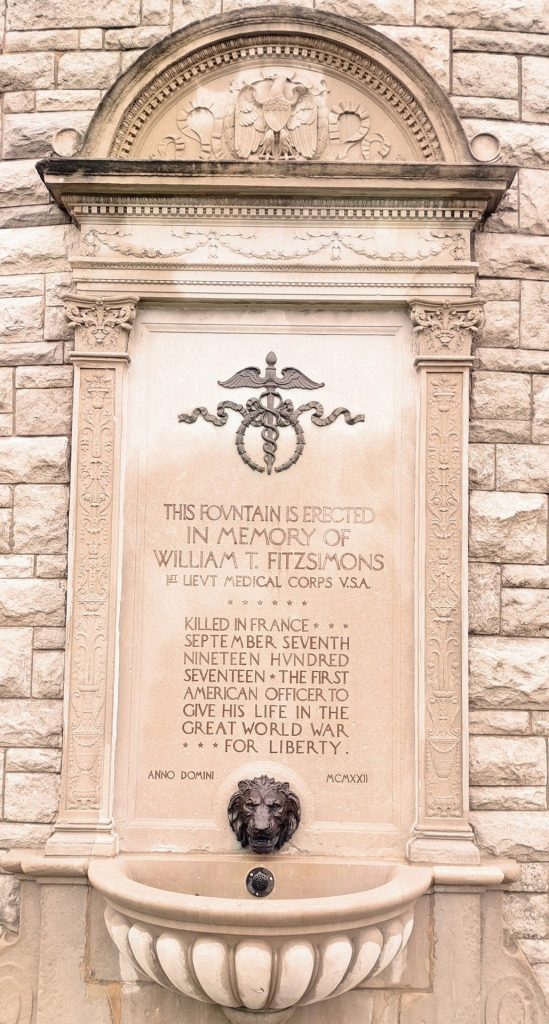 THIS FOVNTAIN IS ERECTED
IN MEMORY OF
WILLIAM T. FITZSIMONS
1ST LIEVT MEDICAL CORPS V.S.A.
* * * * * *
KILLED IN FRANCE * * *
SEPTEMBER SEVENTH
NINETEEN HVNDRED
SEVENTEEN * THE FIRST
AMERICAN OFFICER TO
GIVE HIS LIFE IN THE
GREAT WORLD WAR
* * * FOR LIBERTY.
ANNO DOMINI MCMXXII